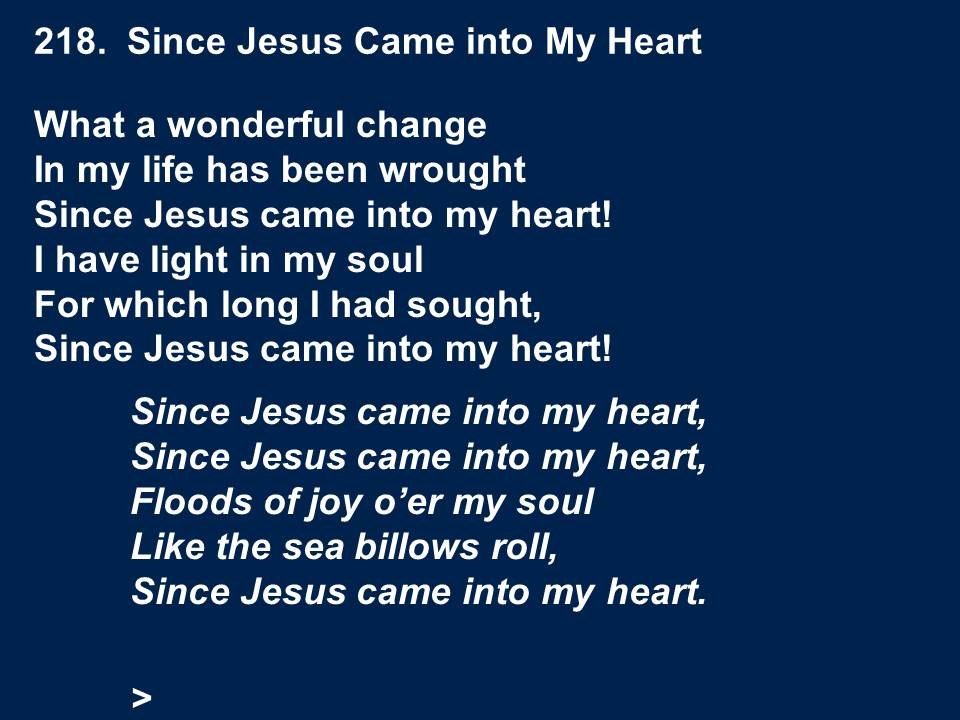 218.  Since Jesus Came into My Heart
What a wonderful change
In my life has been wrought
Since Jesus came into my heart!
I have light in my soul
For which long I had sought,
Since Jesus came into my heart!
Since Jesus came into my heart,
Since Jesus came into my heart,
Floods of joy o’er my soul
Like the sea billows roll,
Since Jesus came into my heart.
>